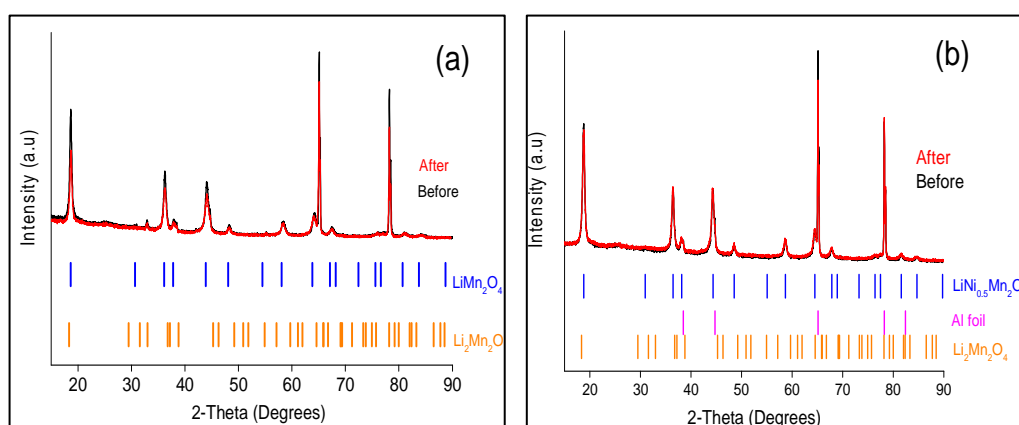 (a)
Intensity (a.u)
After
Before
LiMn₂O₄
Li₂Mn₂O
20 30 40 50 60 70 80 90
2-Theta (Degrees)
(b)
Intensity (a.u)
After
Before
LiNi₀.₅Mn₂O
Al foil
Li₂Mn₂O₄
20 30 40 50 60 70 80 90
2-Theta (Degrees)